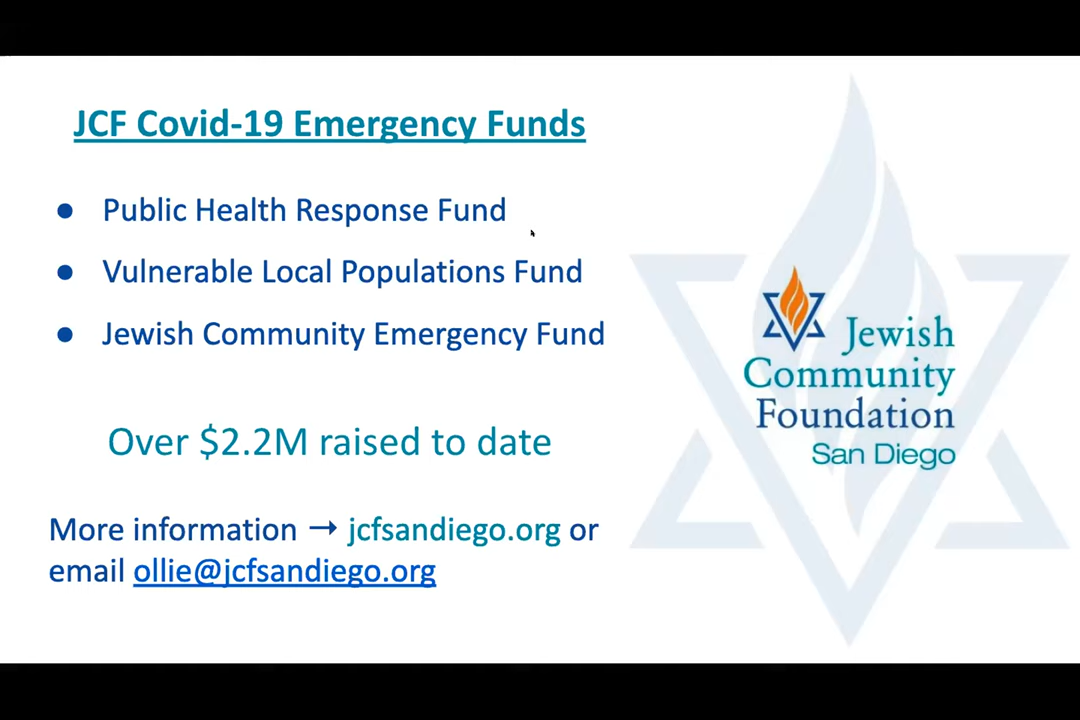 JCF Covid-19 Emergency Funds
● Public Health Response Fund
● Vulnerable Local Populations Fund
● Jewish Community Emergency Fund
Over $2.2M raised to date
More information → jcfsandiego.org or
email ollie@jcfsandiego.org
Jewish
Community
Foundation
San Diego